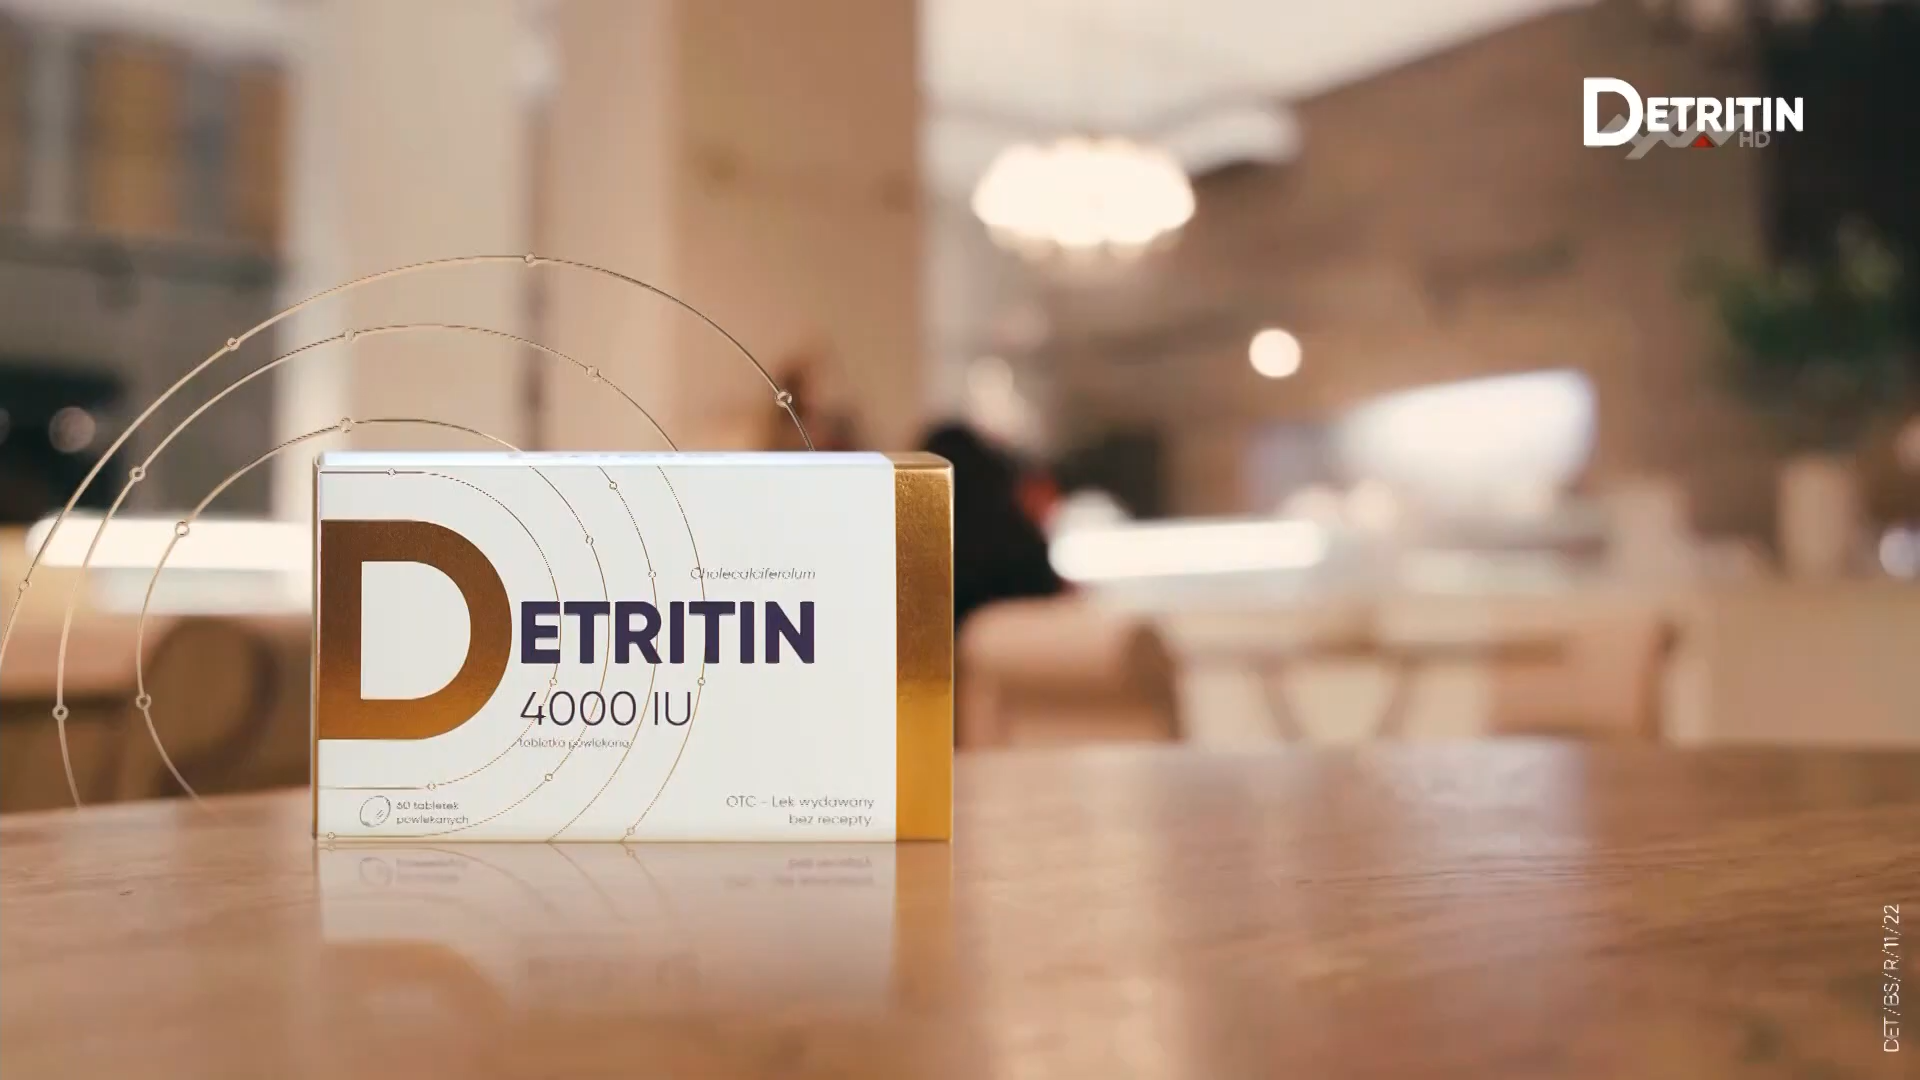 DETRITIN
HD
Cholecalciferolum
DETRITIN
4000 IU
tabletka powlekana
60 tabletek
powlekanych
OTC - Lek wydawany
bez recepty.
DET/BS/R/11/22